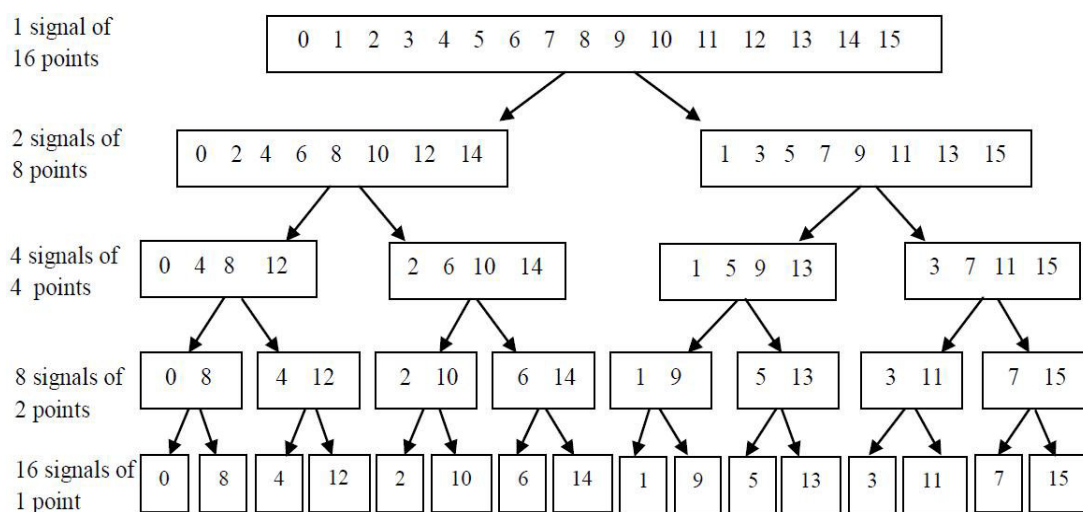 1 signal of
16 points
0 1 2 3 4 5 6 7 8 9 10 11 12 13 14 15
2 signals of
8 points
0 2 4 6 8 10 12 14
1 3 5 7 9 11 13 15
4 signals of
4 points
0 4 8 12
2 6 10 14
1 5 9 13
3 7 11 15
8 signals of
2 points
0 8
4 12
2 10
6 14
1 9
5 13
3 11
7 15
16 signals of
1 point
0
8
4
12
2
10
6
14
1
9
5
13
3
11
7
15